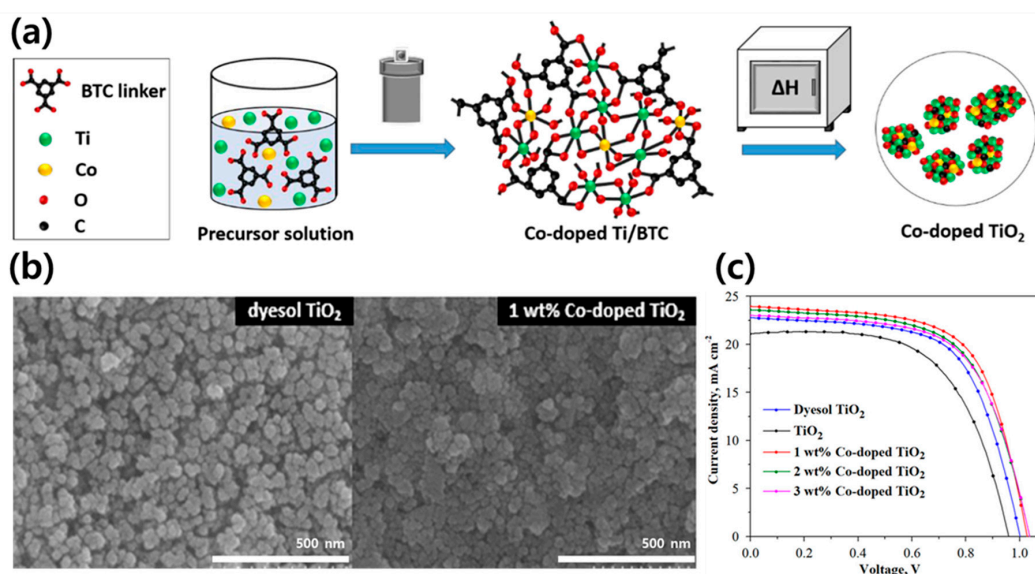 (a)
BTC linker
Ti
Co
O
C
Precursor solution
Co-doped Ti/BTC
ΔH
Co-doped TiO₂
(b)
dyesol TiO₂
500 nm
1 wt% Co-doped TiO₂
500 nm
(c)
Current density, mA cm⁻²
25
20
15
10
5
0
Dyesol TiO₂
TiO₂
1 wt% Co-doped TiO₂
2 wt% Co-doped TiO₂
3 wt% Co-doped TiO₂
0.0 0.2 0.4 0.6 0.8 1.0
Voltage, V